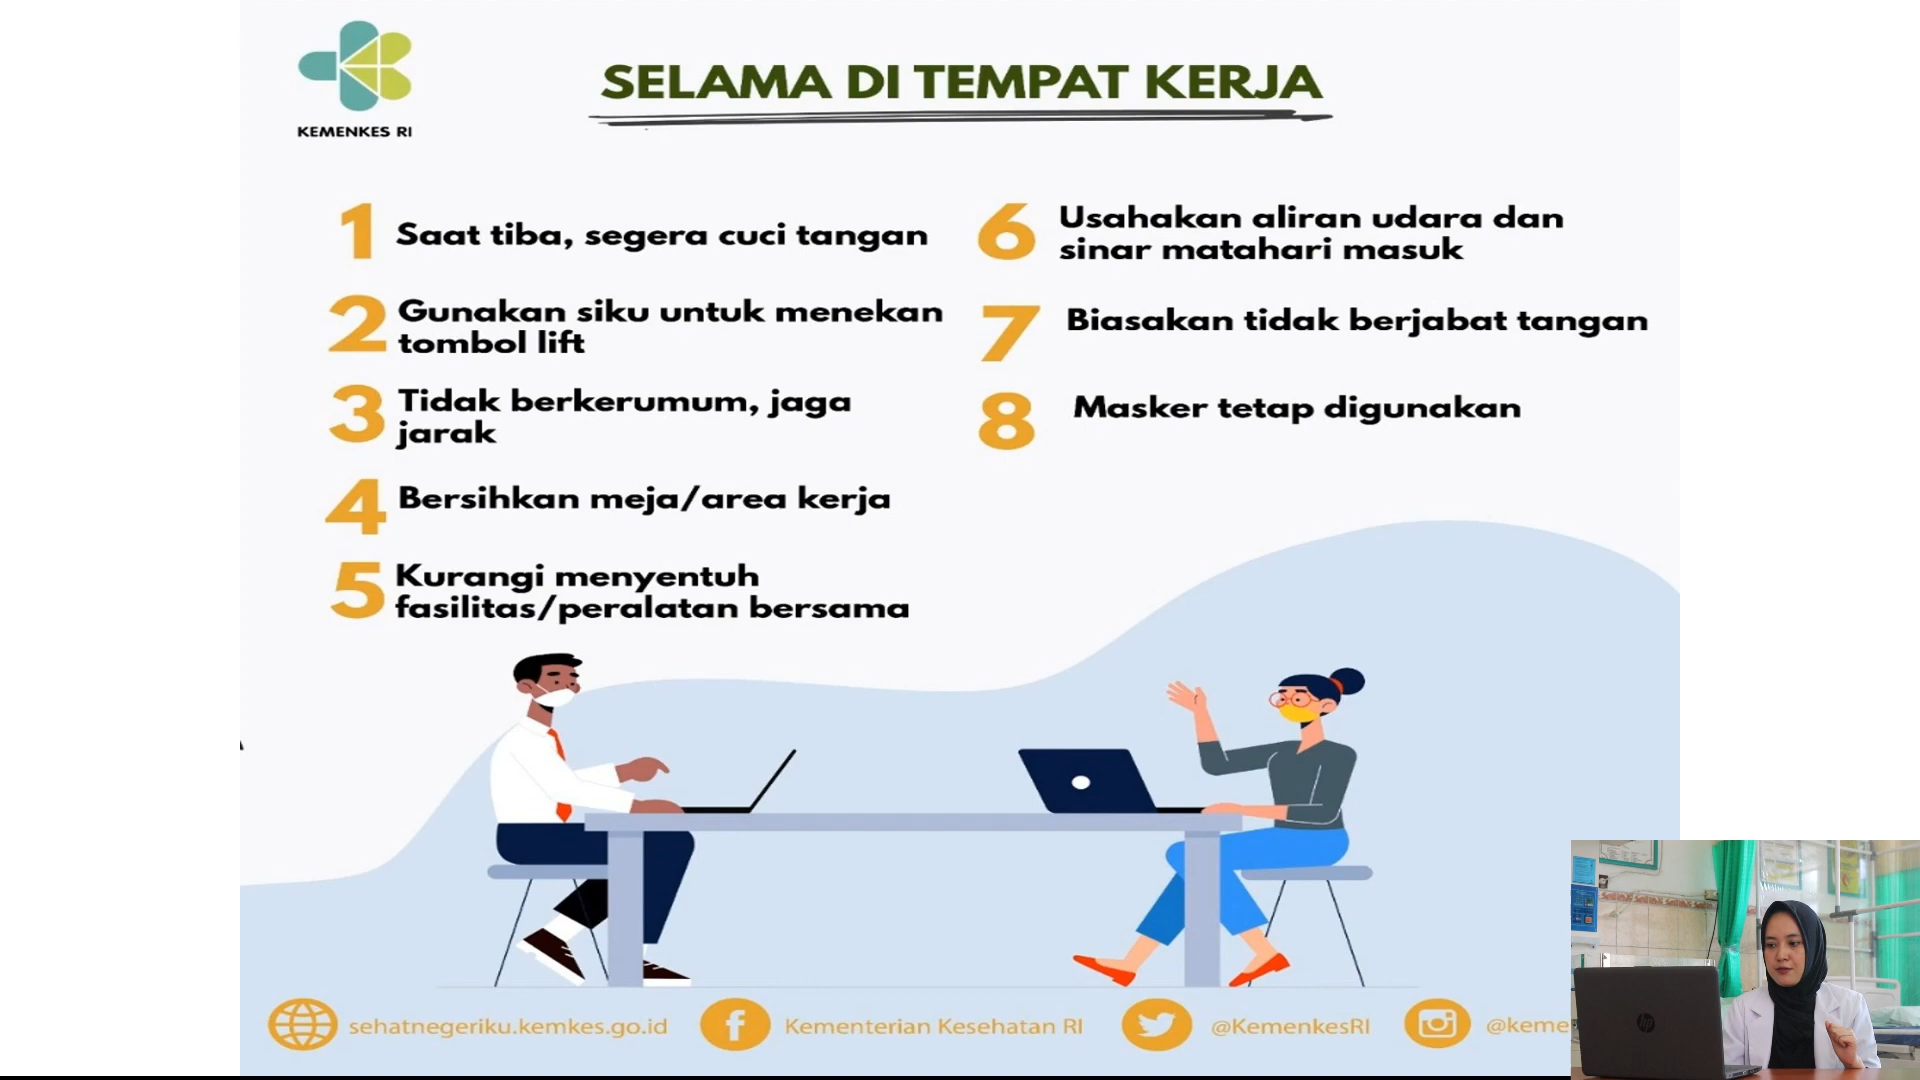 KEMENKES RI
SELAMA DI TEMPAT KERJA
1 Saat tiba, segera cuci tangan
2 Gunakan siku untuk menekan
tombol lift
3 Tidak berkerumum, jaga
jarak
4 Bersihkan meja/area kerja
5 Kurangi menyentuh
fasilitas/peralatan bersama
6 Usahakan aliran udara dan
sinar matahari masuk
7 Biasakan tidak berjabat tangan
8 Masker tetap digunakan
sehatnegeriku.kemkes.go.id
Kementerian Kesehatan RI
@KemenkesRI
@keme
hp